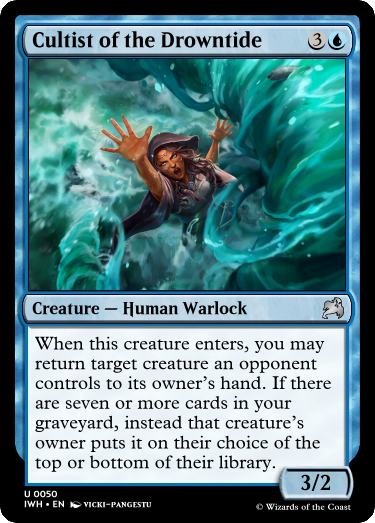 Cultist of the Drowntide 3
Creature — Human Warlock
When this creature enters, you may
return target creature an opponent
controls to its owner's hand. If there
are seven or more cards in your
graveyard, instead that creature's
owner puts it on their choice of the
top or bottom of their library.
3/2
U 0050
IWH • EN VICKI-PANGESTU
© Wizards of the Coast